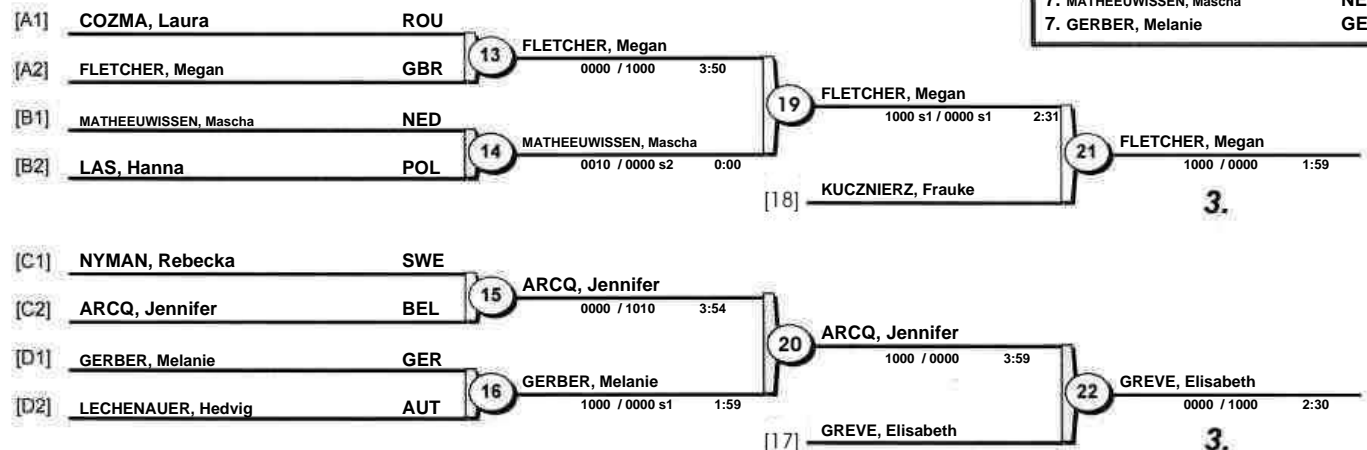 7. MATHEEUWISSEN, Mascha NE
7. GERBER, Melanie GE
[A1] COZMA, Laura ROU
[A2] FLETCHER, Megan GBR
13 FLETCHER, Megan
0000 / 1000 3:50
[B1] MATHEEUWISSEN, Mascha NED
[B2] LAS, Hanna POL
14 MATHEEUWISSEN, Mascha
0010 / 0000 s2 0:00
19 FLETCHER, Megan
1000 s1 / 0000 s1 2:31
[18] KUCZNIERZ, Frauke
21 FLETCHER, Megan
1000 / 0000 1:59
3.
[C1] NYMAN, Rebecka SWE
[C2] ARCQ, Jennifer BEL
15 ARCQ, Jennifer
0000 / 1010 3:54
[D1] GERBER, Melanie GER
[D2] LECHENAUER, Hedvig AUT
16 GERBER, Melanie
1000 / 0000 s1 1:59
20 ARCQ, Jennifer
1000 / 0000 3:59
[17] GREVE, Elisabeth
22 GREVE, Elisabeth
0000 / 1000 2:30
3.